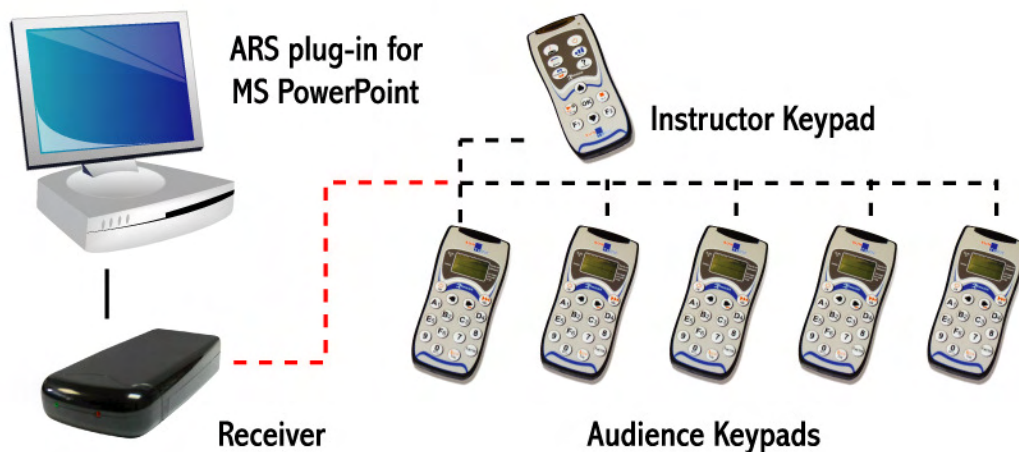 ARS plug-in for
MS PowerPoint
Instructor Keypad
Receiver
Audience Keypads